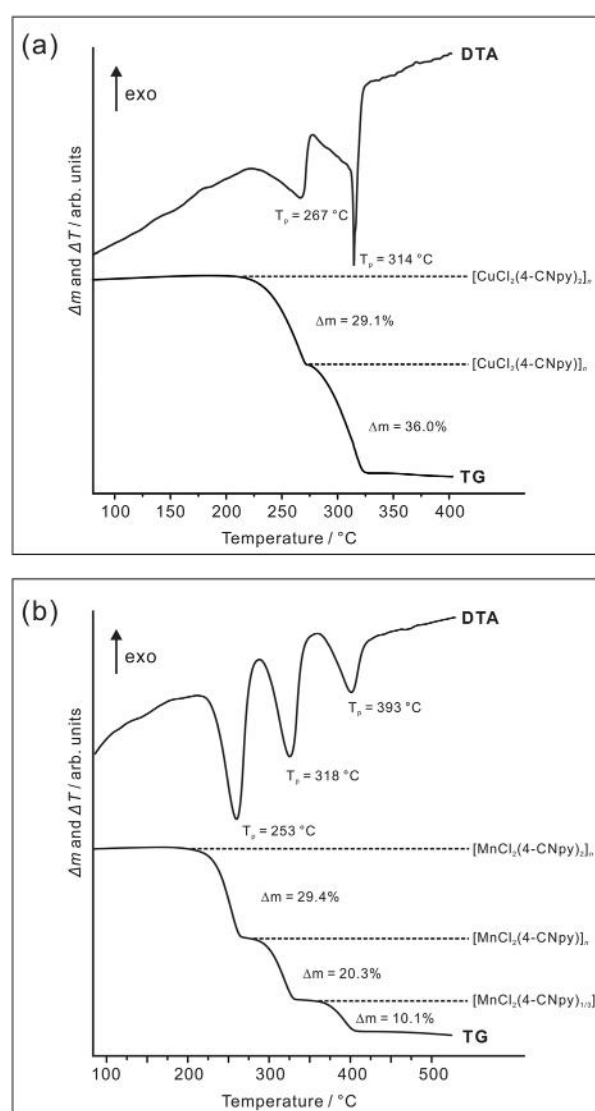 (a)
DTA
exo
Δm and ΔT / arb. units
Tp = 267 °C
Tp = 314 °C
[CuCl2(4-CNpy)2]n
Δm = 29.1%
[CuCl2(4-CNpy)]n
Δm = 36.0%
TG
100 150 200 250 300 350 400
Temperature / °C
(b)
DTA
exo
Δm and ΔT / arb. units
Tp = 393 °C
Tp = 318 °C
Tp = 253 °C
[MnCl2(4-CNpy)2]n
Δm = 29.4%
[MnCl2(4-CNpy)]n
Δm = 20.3%
[MnCl2(4-CNpy)1/3]
Δm = 10.1%
TG
100 200 250 300 400 500
Temperature / °C